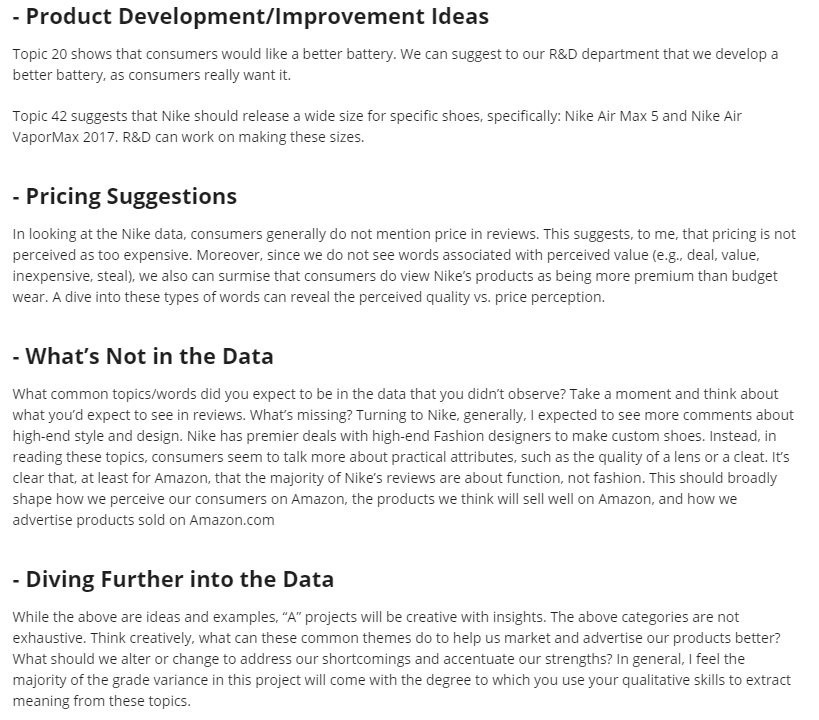 - Product Development/Improvement Ideas
Topic 20 shows that consumers would like a better battery. We can suggest to our R&D department that we develop a
better battery, as consumers really want it.
Topic 42 suggests that Nike should release a wide size for specific shoes, specifically: Nike Air Max 5 and Nike Air
VaporMax 2017. R&D can work on making these sizes.
- Pricing Suggestions
In looking at the Nike data, consumers generally do not mention price in reviews. This suggests, to me, that pricing is not
perceived as too expensive. Moreover, since we do not see words associated with perceived value (e.g., deal, value,
inexpensive, steal), we also can surmise that consumers do view Nike’s products as being more premium than budget
wear. A dive into these types of words can reveal the perceived quality vs. price perception.
- What’s Not in the Data
What common topics/words did you expect to be in the data that you didn’t observe? Take a moment and think about
what you’d expect to see in reviews. What’s missing? Turning to Nike, generally, I expected to see more comments about
high-end style and design. Nike has premier deals with high-end Fashion designers to make custom shoes. Instead, in
reading these topics, consumers seem to talk more about practical attributes, such as the quality of a lens or a cleat. It’s
clear that, at least for Amazon, that the majority of Nike’s reviews are about function, not fashion. This should broadly
shape how we perceive our consumers on Amazon, the products we think will sell well on Amazon, and how we
advertise products sold on Amazon.com
- Diving Further into the Data
While the above are ideas and examples, “A” projects will be creative with insights. The above categories are not
exhaustive. Think creatively, what can these common themes do to help us market and advertise our products better?
What should we alter or change to address our shortcomings and accentuate our strengths? In general, I feel the
majority of the grade variance in this project will come with the degree to which you use your qualitative skills to extract
meaning from these topics.